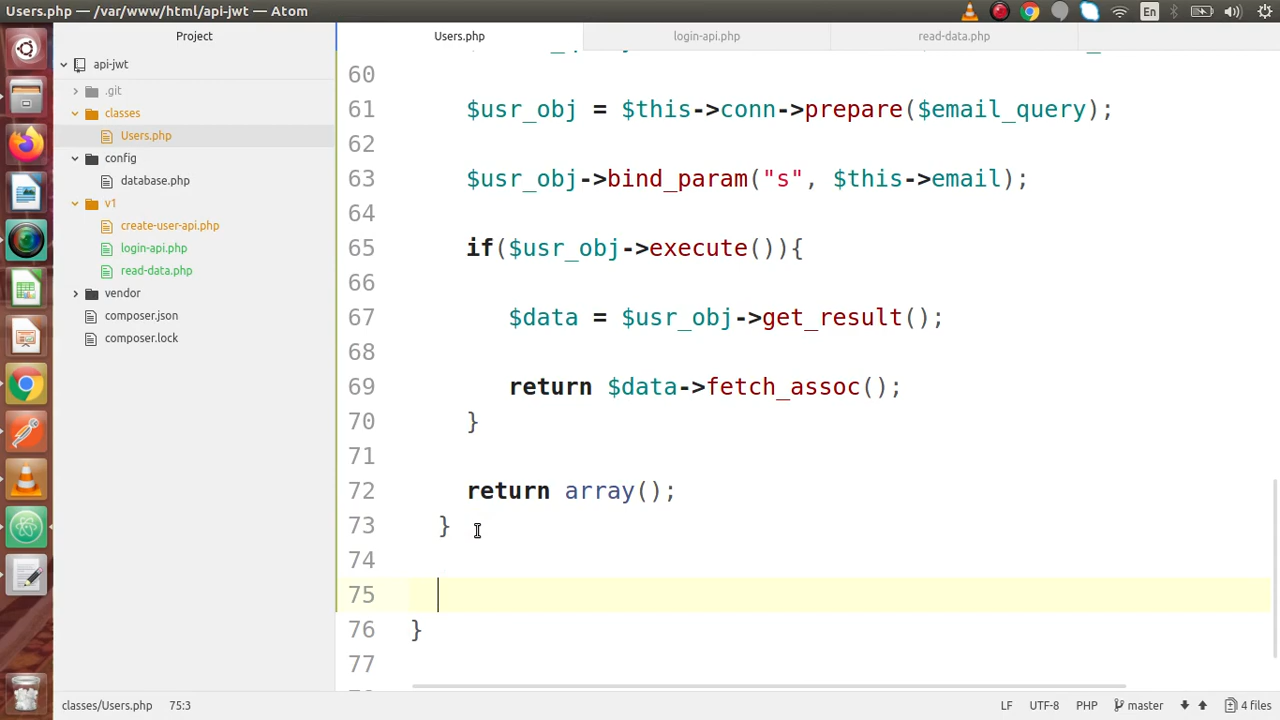 Users.php — /var/www/html/api-jwt — Atom
En
Project
Users.php
login-api.php
read-data.php
api-jwt
.git
classes
Users.php
config
database.php
v1
create-user-api.php
login-api.php
read-data.php
vendor
composer.json
composer.lock
60
61 $usr_obj = $this->conn->prepare($email_query);
62
63 $usr_obj->bind_param("s", $this->email);
64
65 if($usr_obj->execute()){
66
67 $data = $usr_obj->get_result();
68
69 return $data->fetch_assoc();
70 }
71
72 return array();
73 }
74
75
76 }
77
classes/Users.php 75:3
LF UTF-8 PHP master 4 files